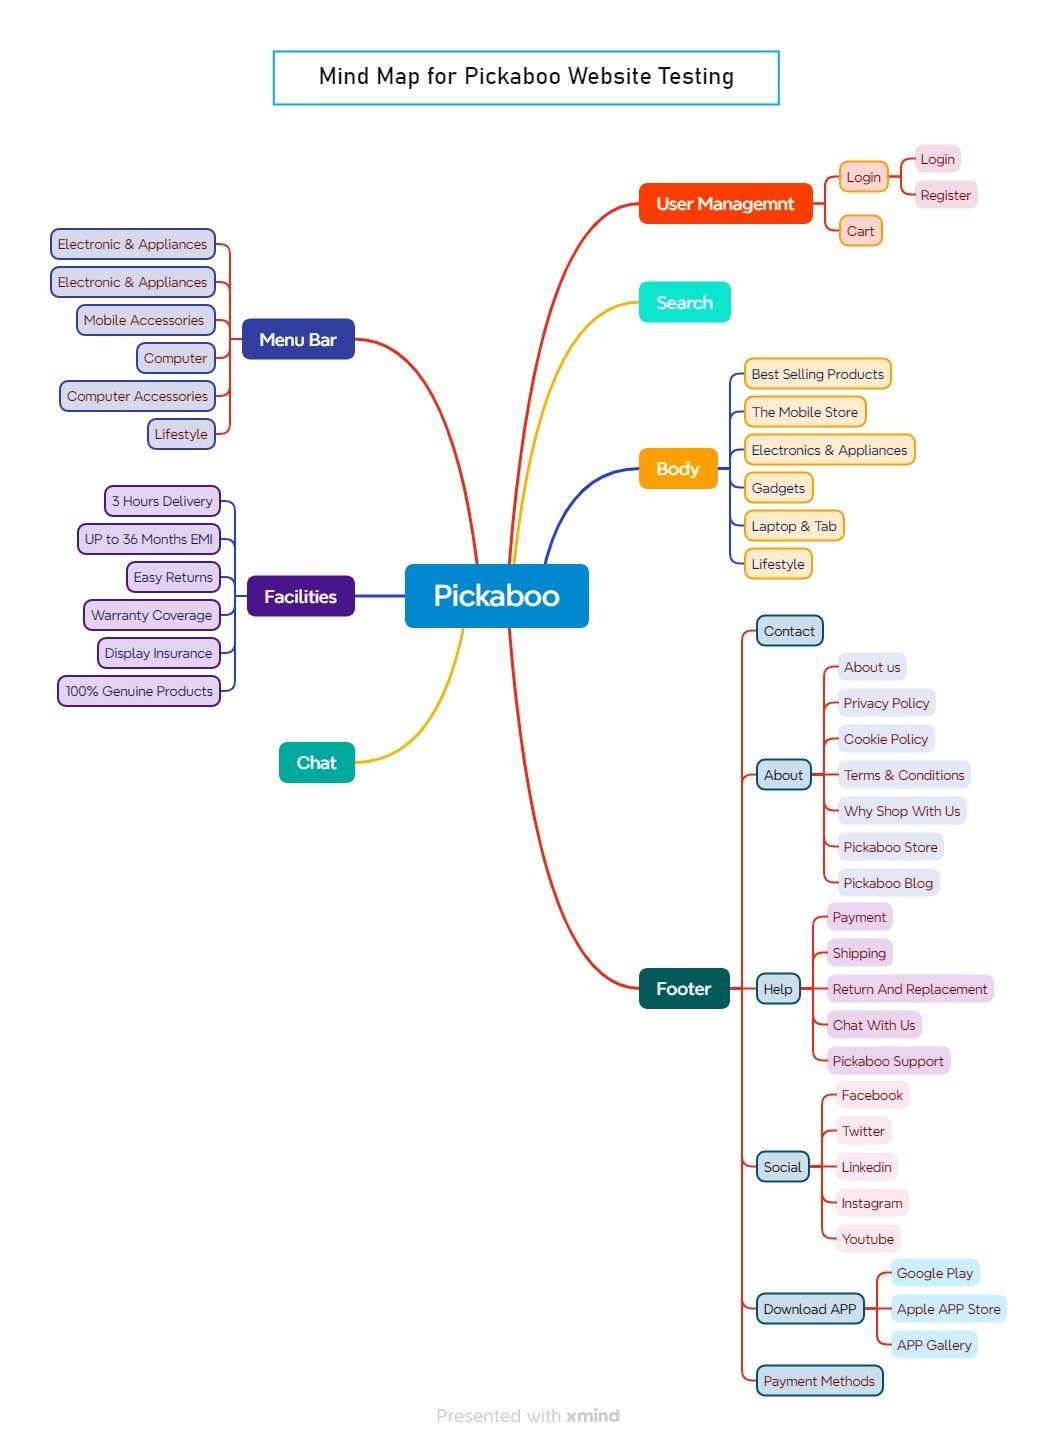 Mind Map for Pickaboo Website Testing
Pickaboo
User Managemnt
Login
Login
Register
Cart
Search
Body
Best Selling Products
The Mobile Store
Electronics & Appliances
Gadgets
Laptop & Tab
Lifestyle
Footer
Contact
About
About us
Privacy Policy
Cookie Policy
Terms & Conditions
Why Shop With Us
Pickaboo Store
Pickaboo Blog
Help
Payment
Shipping
Return And Replacement
Chat With Us
Pickaboo Support
Social
Facebook
Twitter
Linkedin
Instagram
Youtube
Download APP
Google Play
Apple APP Store
APP Gallery
Payment Methods
Menu Bar
Electronic & Appliances
Electronic & Appliances
Mobile Accessories
Computer
Computer Accessories
Lifestyle
Facilities
3 Hours Delivery
UP to 36 Months EMI
Easy Returns
Warranty Coverage
Display Insurance
100% Genuine Products
Chat
Presented with xmind